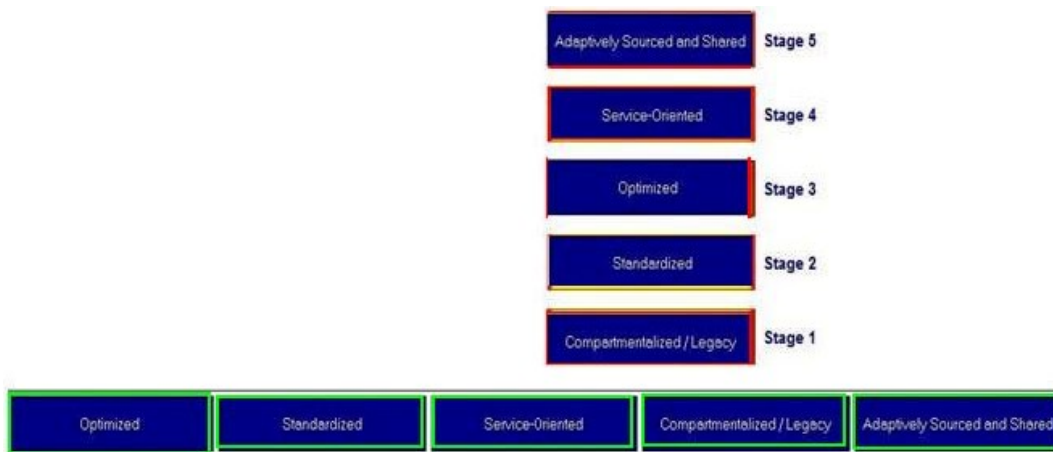 Adaptively Sourced and Shared Stage 5
Service-Oriented Stage 4
Optimized Stage 3
Standardized Stage 2
Compartmentalized / Legacy Stage 1
Optimized Standardized Service-Oriented Compartmentalized / Legacy Adaptively Sourced and Shared